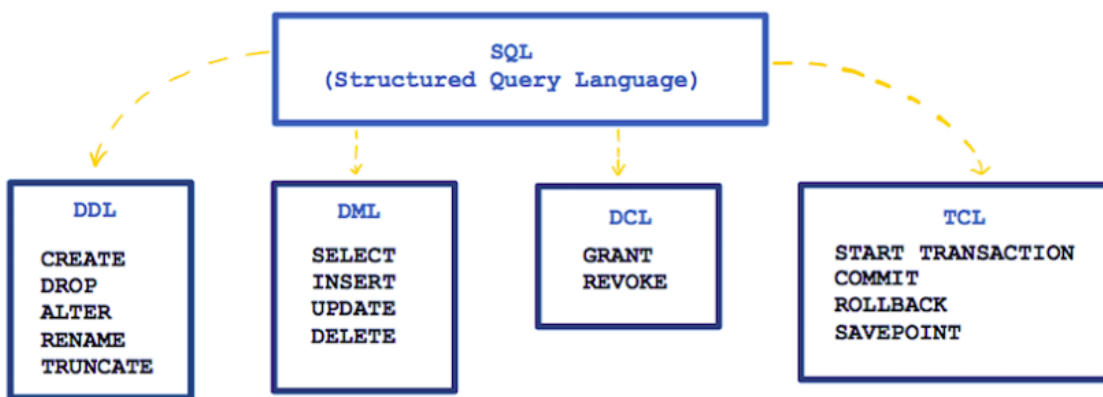 SQL
(Structured Query Language)
DDL
CREATE
DROP
ALTER
RENAME
TRUNCATE
DML
SELECT
INSERT
UPDATE
DELETE
DCL
GRANT
REVOKE
TCL
START TRANSACTION
COMMIT
ROLLBACK
SAVEPOINT